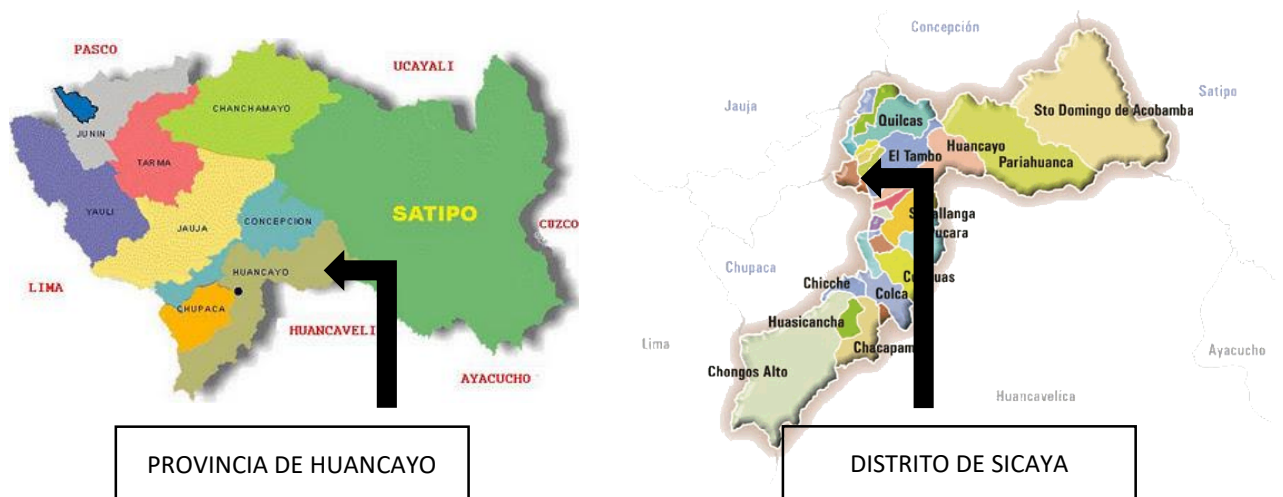 PASCO
UCAYALI
CHANCHAMAYO
JUNIN
TARMA
SATIPO
YAULI
CONCEPCION
JAUJA
CUZCO
HUANCAYO
LIMA
CHUPACA
HUANCAVELI
AYACUCHO
PROVINCIA DE HUANCAYO
Concepción
Jauja
Satipo
Sto Domingo de Acobamba
Quilcas
Huancayo
El Tambo
Pariahuanca
Chupaca
Chicche
Colca
Huasicancha
Lima
Chacapam
Ayacucho
Chongos Alto
Huancavelica
DISTRITO DE SICAYA